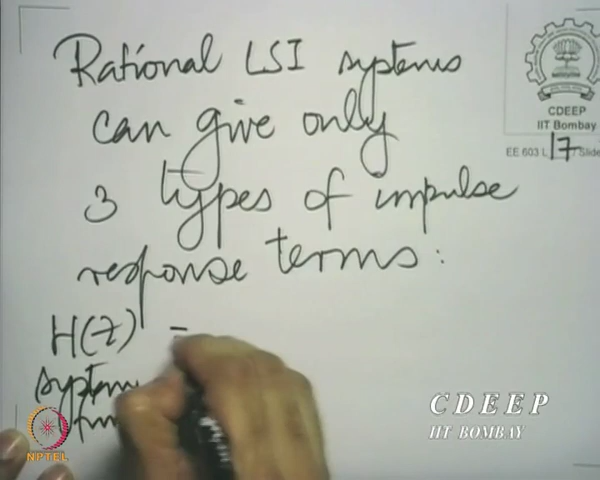 Rational LSI systems
can give only
3 types of impulse
response terms:
H(Z) =
system
CDEEP
IIT Bombay
EE 603 L 17 / Slide
CDEEP
IIT BOMBAY
NPTEL